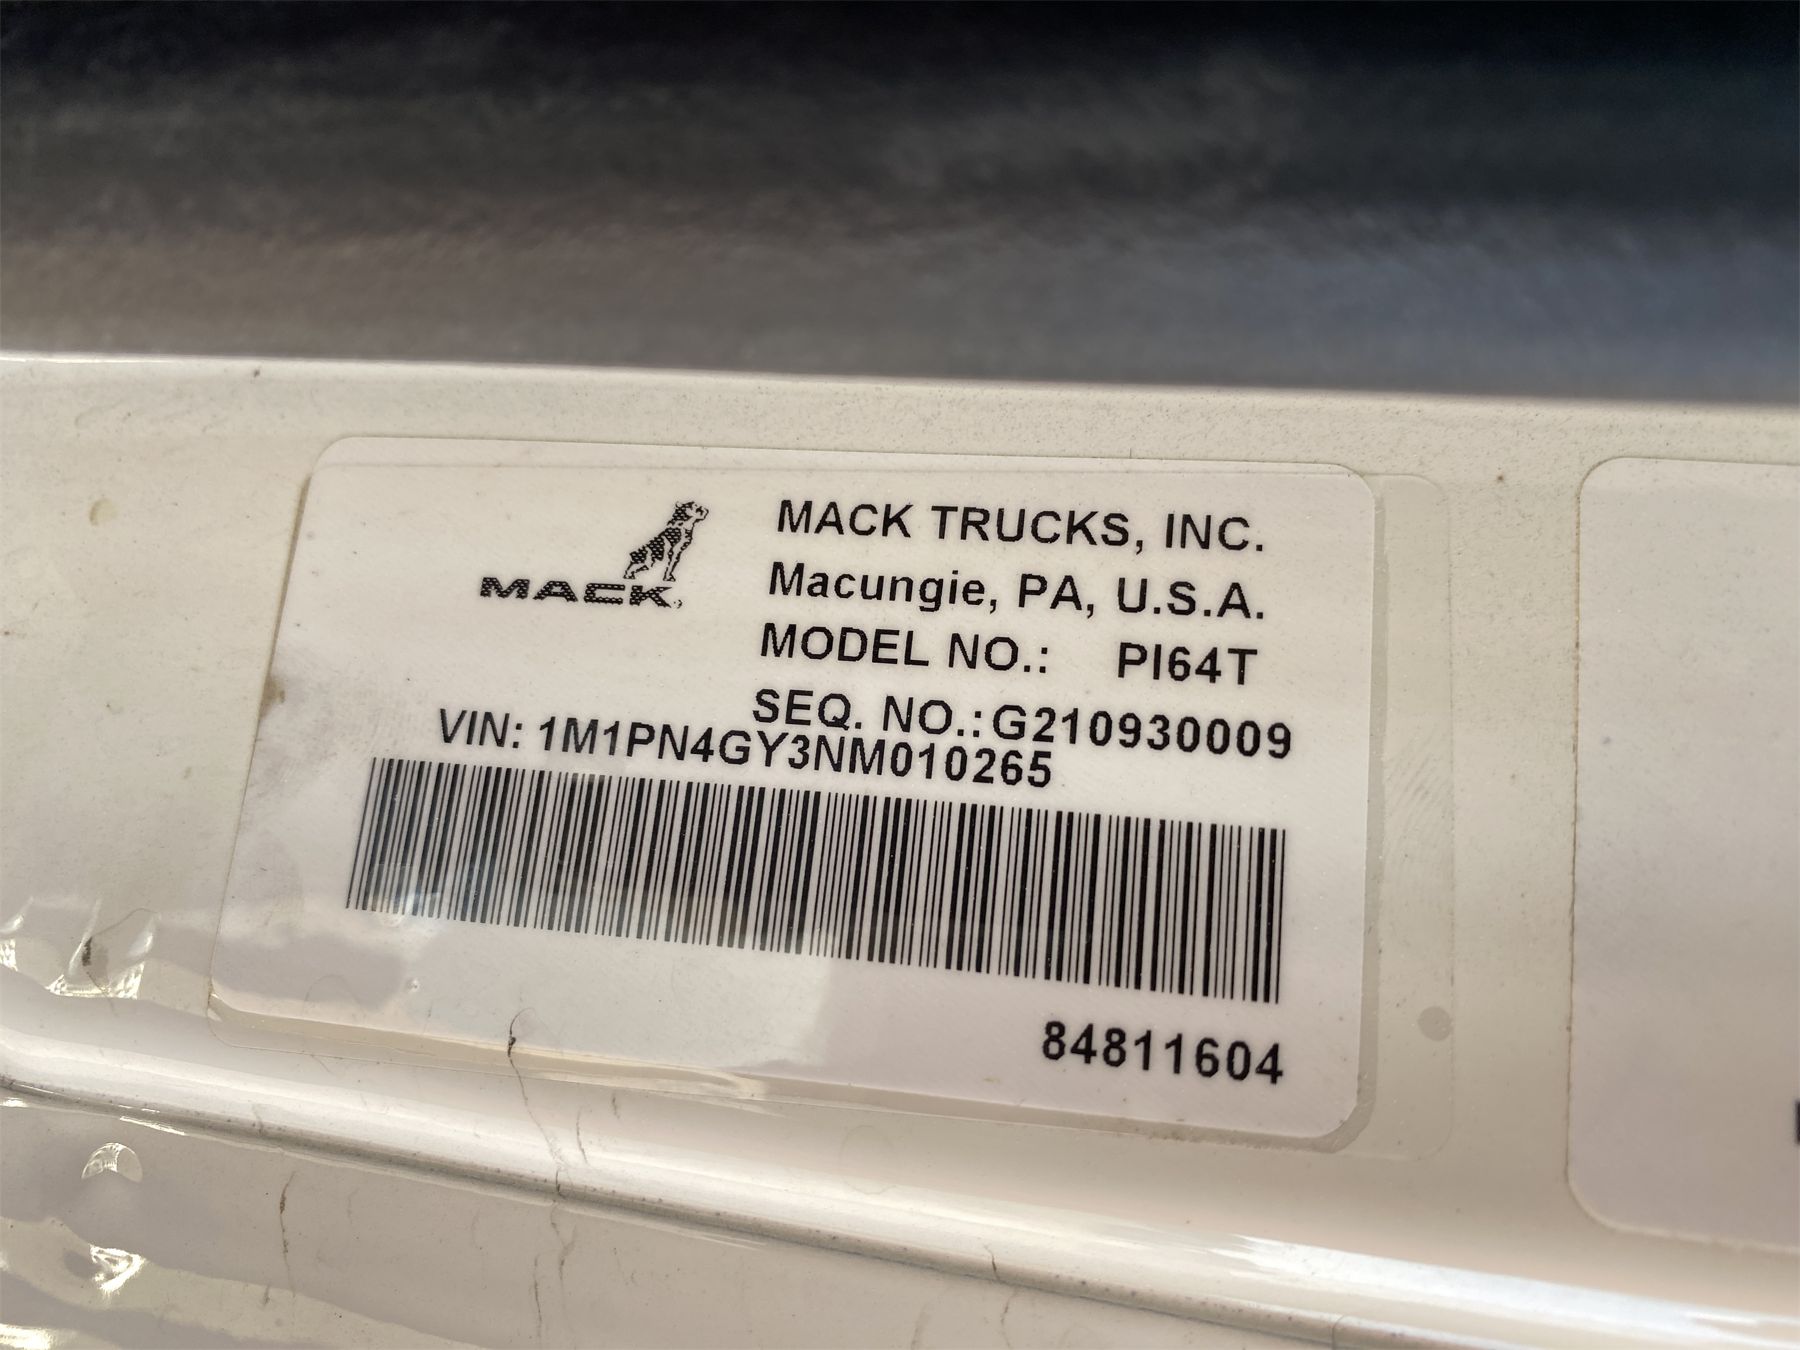 MACK
MACK TRUCKS, INC.
Macungie, PA, U.S.A.
MODEL NO.: PI64T
SEQ. NO.:G210930009
VIN: 1M1PN4GY3NM010265
84811604